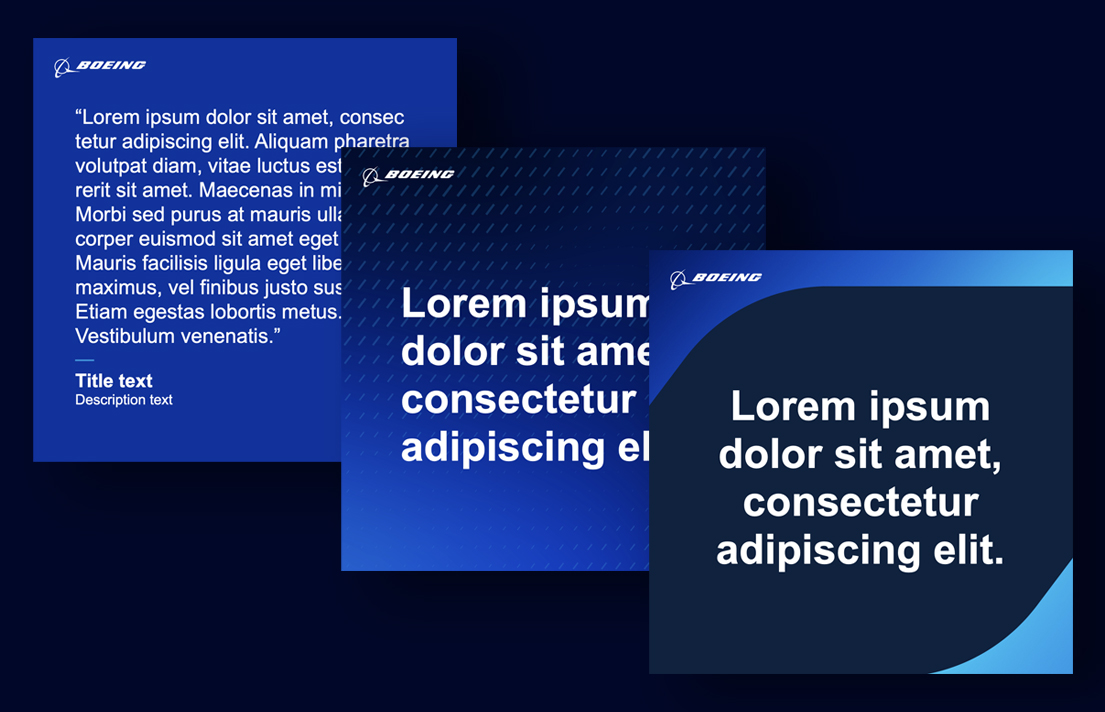 BOEING
“Lorem ipsum dolor sit amet, consec
tetur adipiscing elit. Aliquam pharetra
volutpat diam, vitae luctus est
rerit sit amet. Maecenas in mi
Morbi sed purus at mauris ulla
corper euismod sit amet eget
Mauris facilisis ligula eget libe
maximus, vel finibus justo sus
Etiam egestas lobortis metus.
Vestibulum venenatis.”
Title text
Description text
BOEING
Lorem ipsum
dolor sit ame
consectetur
adipiscing el
BOEING
Lorem ipsum
dolor sit amet,
consectetur
adipiscing elit.